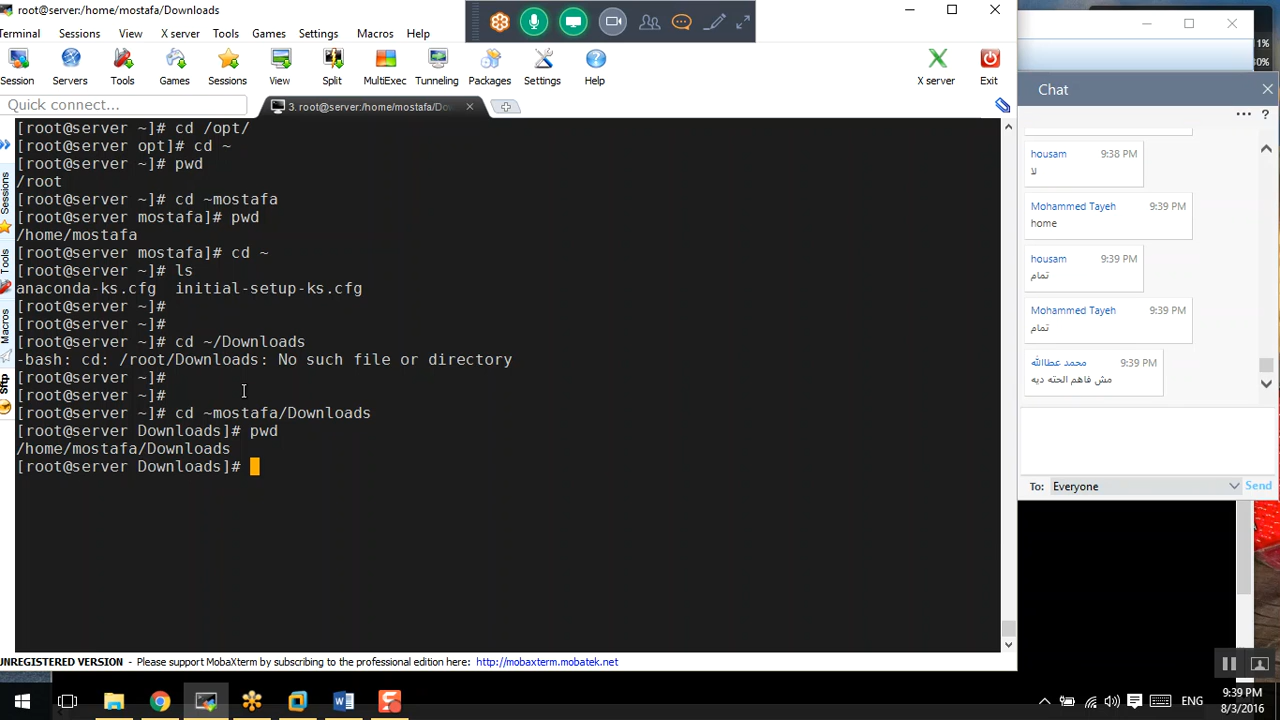 root@server:/home/mostafa/Downloads
Terminal Sessions View X server Tools Games Settings Macros Help
Session Servers Tools Games Sessions View Split MultiExec Tunneling Packages Settings Help X server Exit
Quick connect...
3. root@server:/home/mostafa/Dow
[root@server ~]# cd /opt/
[root@server opt]# cd ~
[root@server ~]# pwd
/root
[root@server ~]# cd ~mostafa
[root@server mostafa]# pwd
/home/mostafa
[root@server mostafa]# cd ~
[root@server ~]# ls
anaconda-ks.cfg  initial-setup-ks.cfg
[root@server ~]#
[root@server ~]#
[root@server ~]# cd ~/Downloads
-bash: cd: /root/Downloads: No such file or directory
[root@server ~]#
[root@server ~]#
[root@server ~]# cd ~mostafa/Downloads
[root@server Downloads]# pwd
/home/mostafa/Downloads
[root@server Downloads]#
Sessions
Tools
Macros
Sftp
UNREGISTERED VERSION - Please support MobaXterm by subscribing to the professional edition here: http://mobaxterm.mobatek.net
1%
30%
Chat
?
housam 9:38 PM
لا
Mohammed Tayeh 9:39 PM
home
housam 9:39 PM
تمام
Mohammed Tayeh 9:39 PM
تمام
محمد عطاالله 9:39 PM
مش فاهم الحته ديه
To: Everyone Send
ENG
9:39 PM
8/3/2016